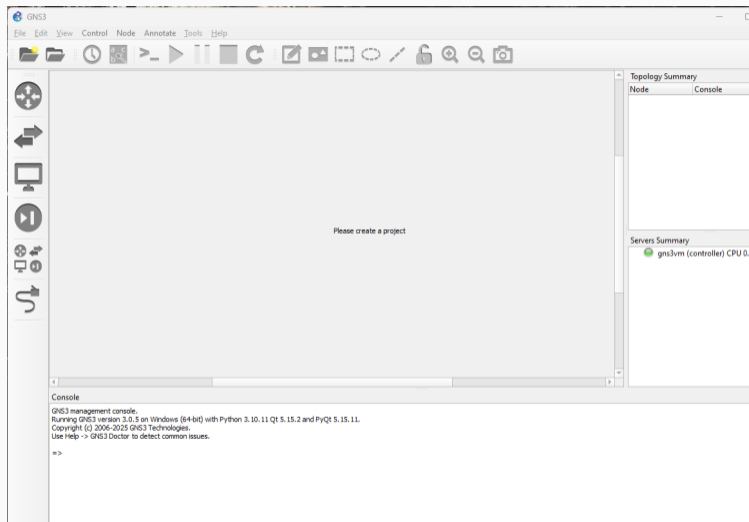 GNS3
File Edit View Control Node Annotate Tools Help
Topology Summary
Node Console
Please create a project
Servers Summary
gns3vm (controller) CPU 0.
Console
GNS3 management console.
Running GNS3 version 3.0.5 on Windows (64-bit) with Python 3.10.11 Qt 5.15.2 and PyQt 5.15.11.
Copyright (c) 2006-2025 GNS3 Technologies.
Use Help -> GNS3 Doctor to detect common issues.
=>